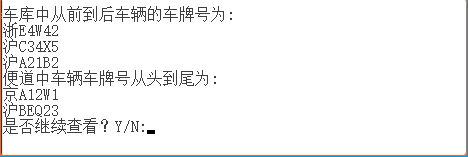 车库中从前到后车辆的车牌号为:
浙E4W42
沪C34X5
沪A21B2
便道中车辆车牌号从头到尾为:
京A12W1
沪BEQ23
是否继续查看？Y/N: